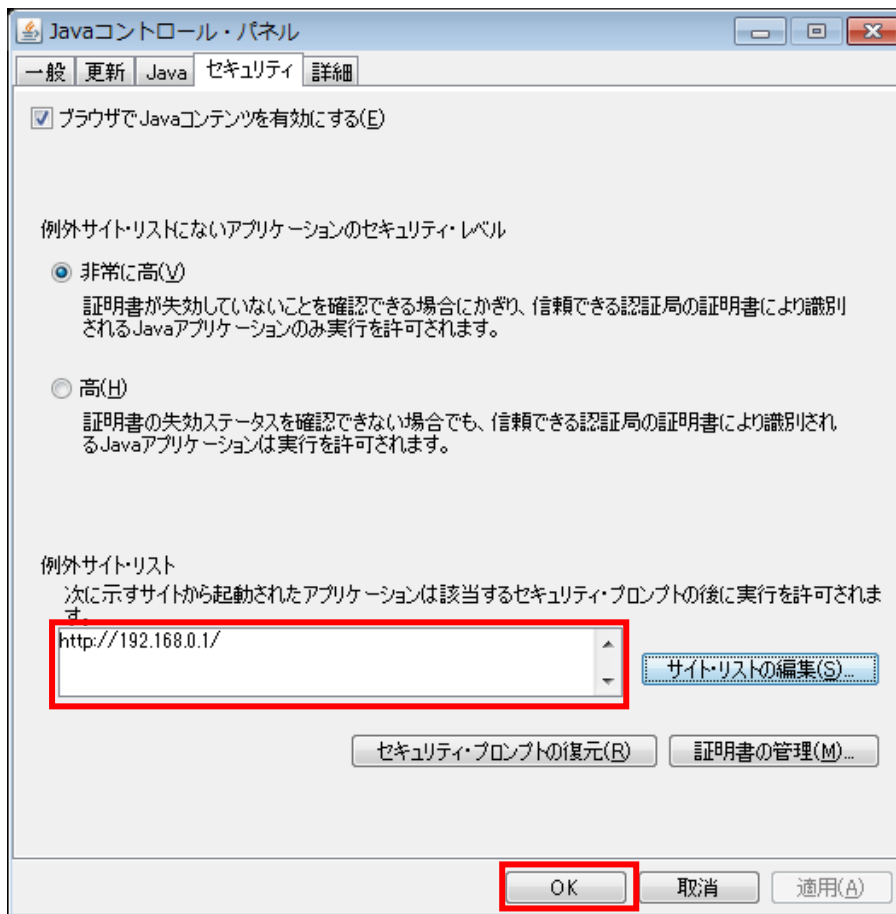 Javaコントロール・パネル
一般 更新 Java セキュリティ 詳細
ブラウザでJavaコンテンツを有効にする(E)
例外サイト・リストにないアプリケーションのセキュリティ・レベル
非常に高(V)
証明書が失効していないことを確認できる場合にかぎり、信頼できる認証局の証明書により識別
されるJavaアプリケーションのみ実行を許可されます。
高(H)
証明書の失効ステータスを確認できない場合でも、信頼できる認証局の証明書により識別され
るJavaアプリケーションは実行を許可されます。
例外サイト・リスト
次に示すサイトから起動されたアプリケーションは該当するセキュリティ・プロンプトの後に実行を許可されま
す。
http://192.168.0.1/
サイト・リストの編集(S)...
セキュリティ・プロンプトの復元(R) 証明書の管理(M)...
OK 取消 適用(A)